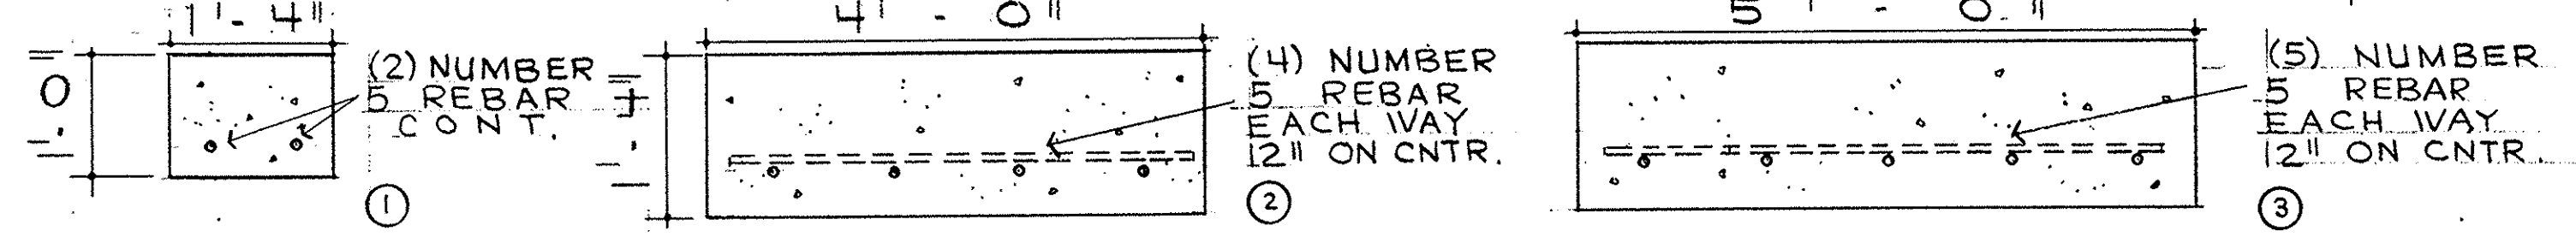 1'-4"
1'-0"
(2) NUMBER
5 REBAR
CONT.
1
4'-0"
1'-4"
(4) NUMBER
5 REBAR
EACH WAY
12" ON CNTR.
2
5'-0"
(5) NUMBER
5 REBAR
EACH WAY
12" ON CNTR.
3